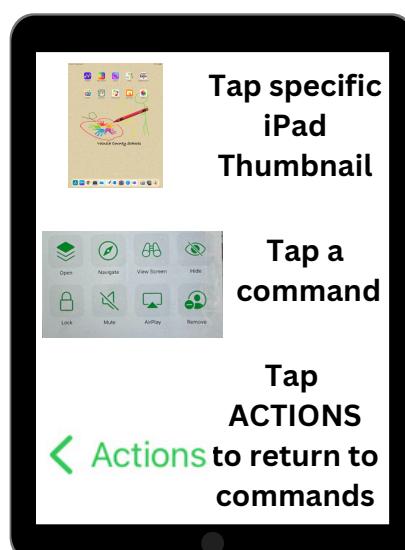 Tap specific
iPad
Thumbnail
Tap a
command
Open Navigate View Screen Hide
Lock Mute AirPlay Remove
Tap
ACTIONS
to return to
commands
Actions